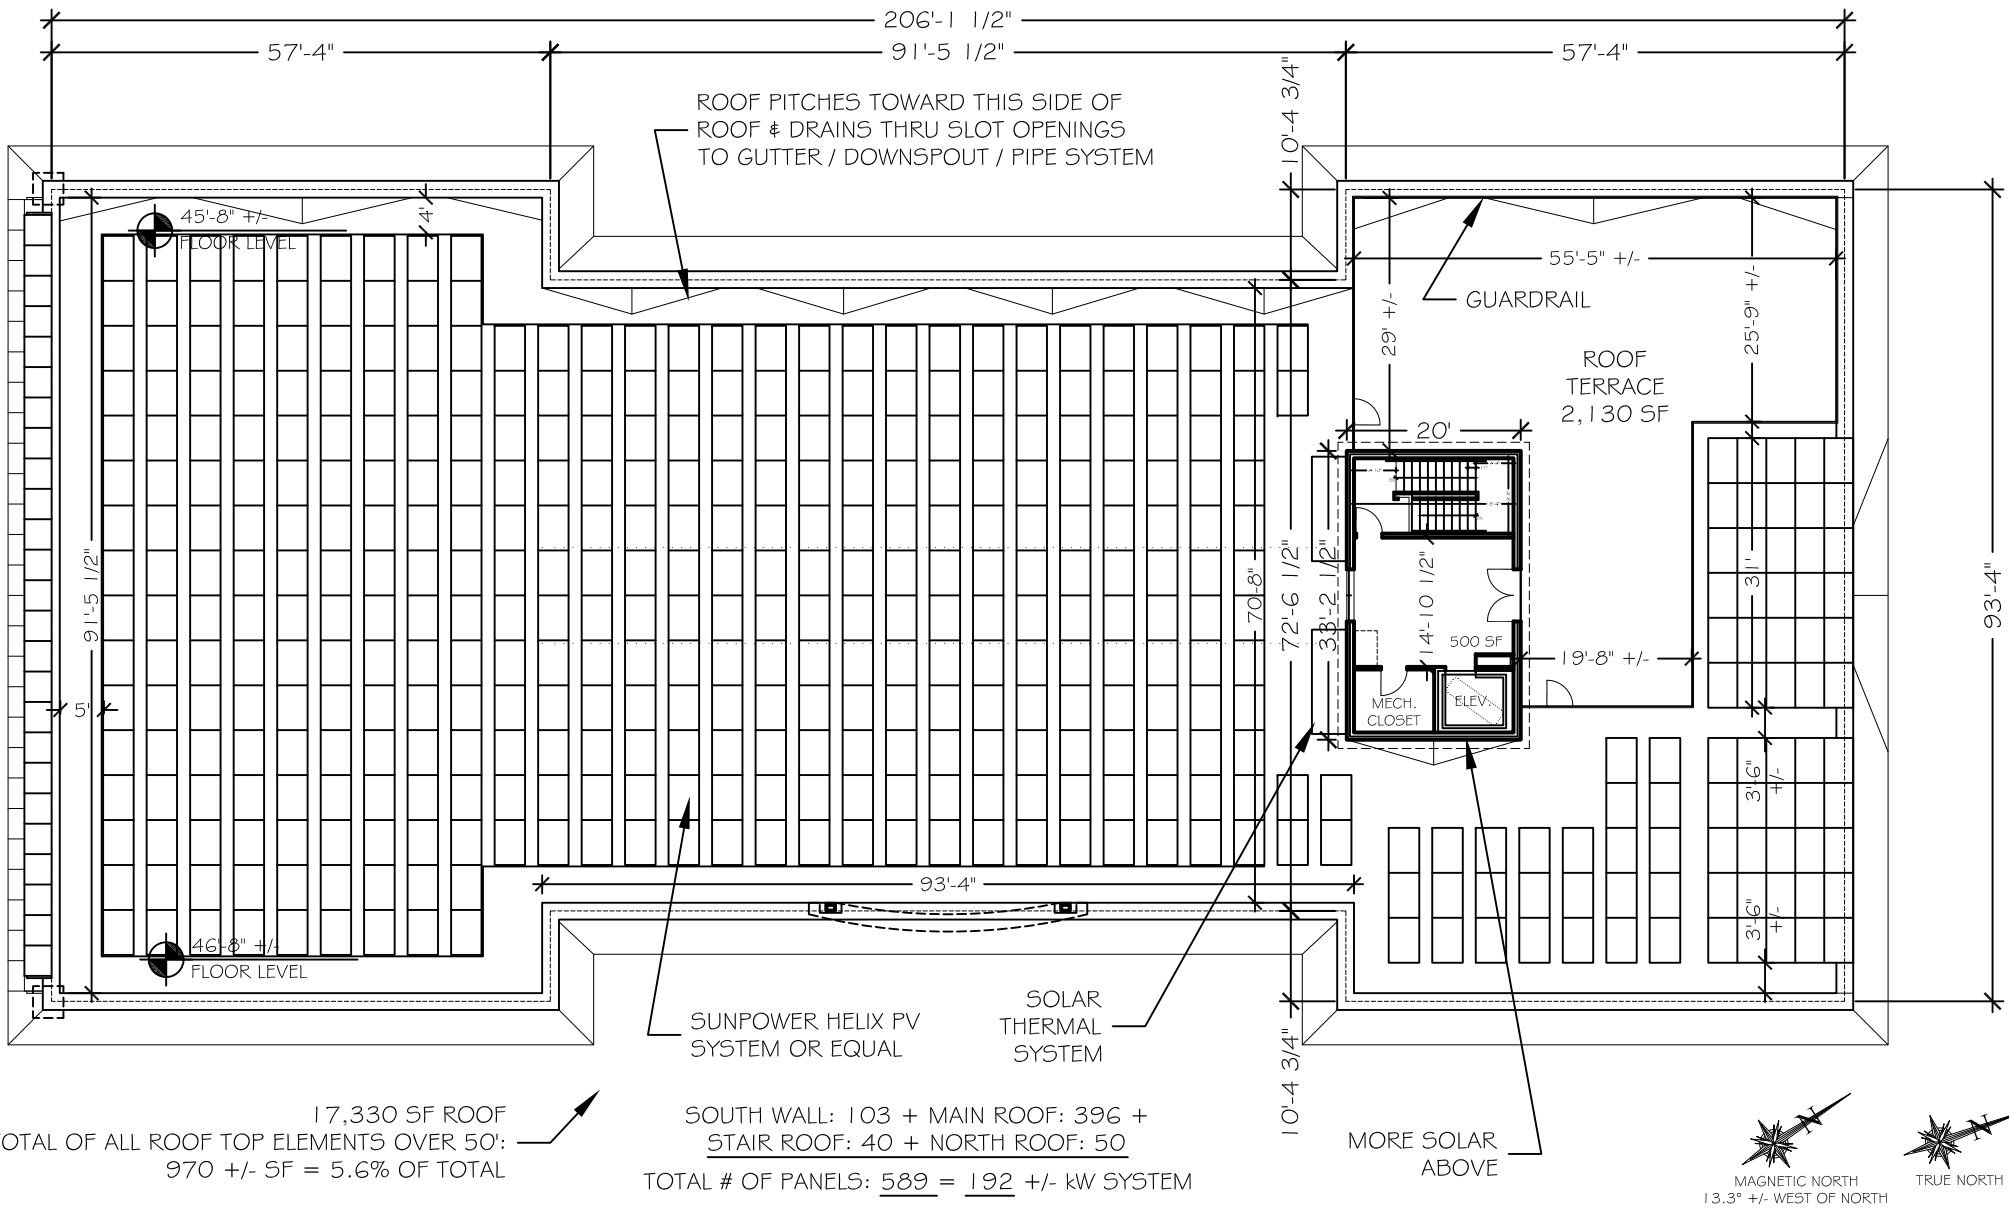 206'-1 1/2"
57'-4"
91'-5 1/2"
57'-4"
10'-4 3/4"
ROOF PITCHES TOWARD THIS SIDE OF
ROOF & DRAINS THRU SLOT OPENINGS
TO GUTTER / DOWNSPOUT / PIPE SYSTEM
45'-8" +/-
FLOOR LEVEL
4'
55'-5" +/-
GUARDRAIL
29' +/-
25'-9" +/-
ROOF
TERRACE
2,130 SF
20'
91'-5 1/2"
70'-8"
72'-6 1/2"
33'-2 1/2"
14'-10 1/2"
31'
93'-4"
500 SF
19'-8" +/-
5'
MECH.
CLOSET
ELEV.
3'-6"
+/-
93'-4"
3'-6"
+/-
46'-8" +/-
FLOOR LEVEL
SUNPOWER HELIX PV
SYSTEM OR EQUAL
SOLAR
THERMAL
SYSTEM
10'-4 3/4"
17,330 SF ROOF
TOTAL OF ALL ROOF TOP ELEMENTS OVER 50':
970 +/- SF = 5.6% OF TOTAL
SOUTH WALL: 103 + MAIN ROOF: 396 +
STAIR ROOF: 40 + NORTH ROOF: 50
TOTAL # OF PANELS: 589 = 192 +/- kW SYSTEM
MORE SOLAR
ABOVE
N
MAGNETIC NORTH
13.3° +/- WEST OF NORTH
N
TRUE NORTH